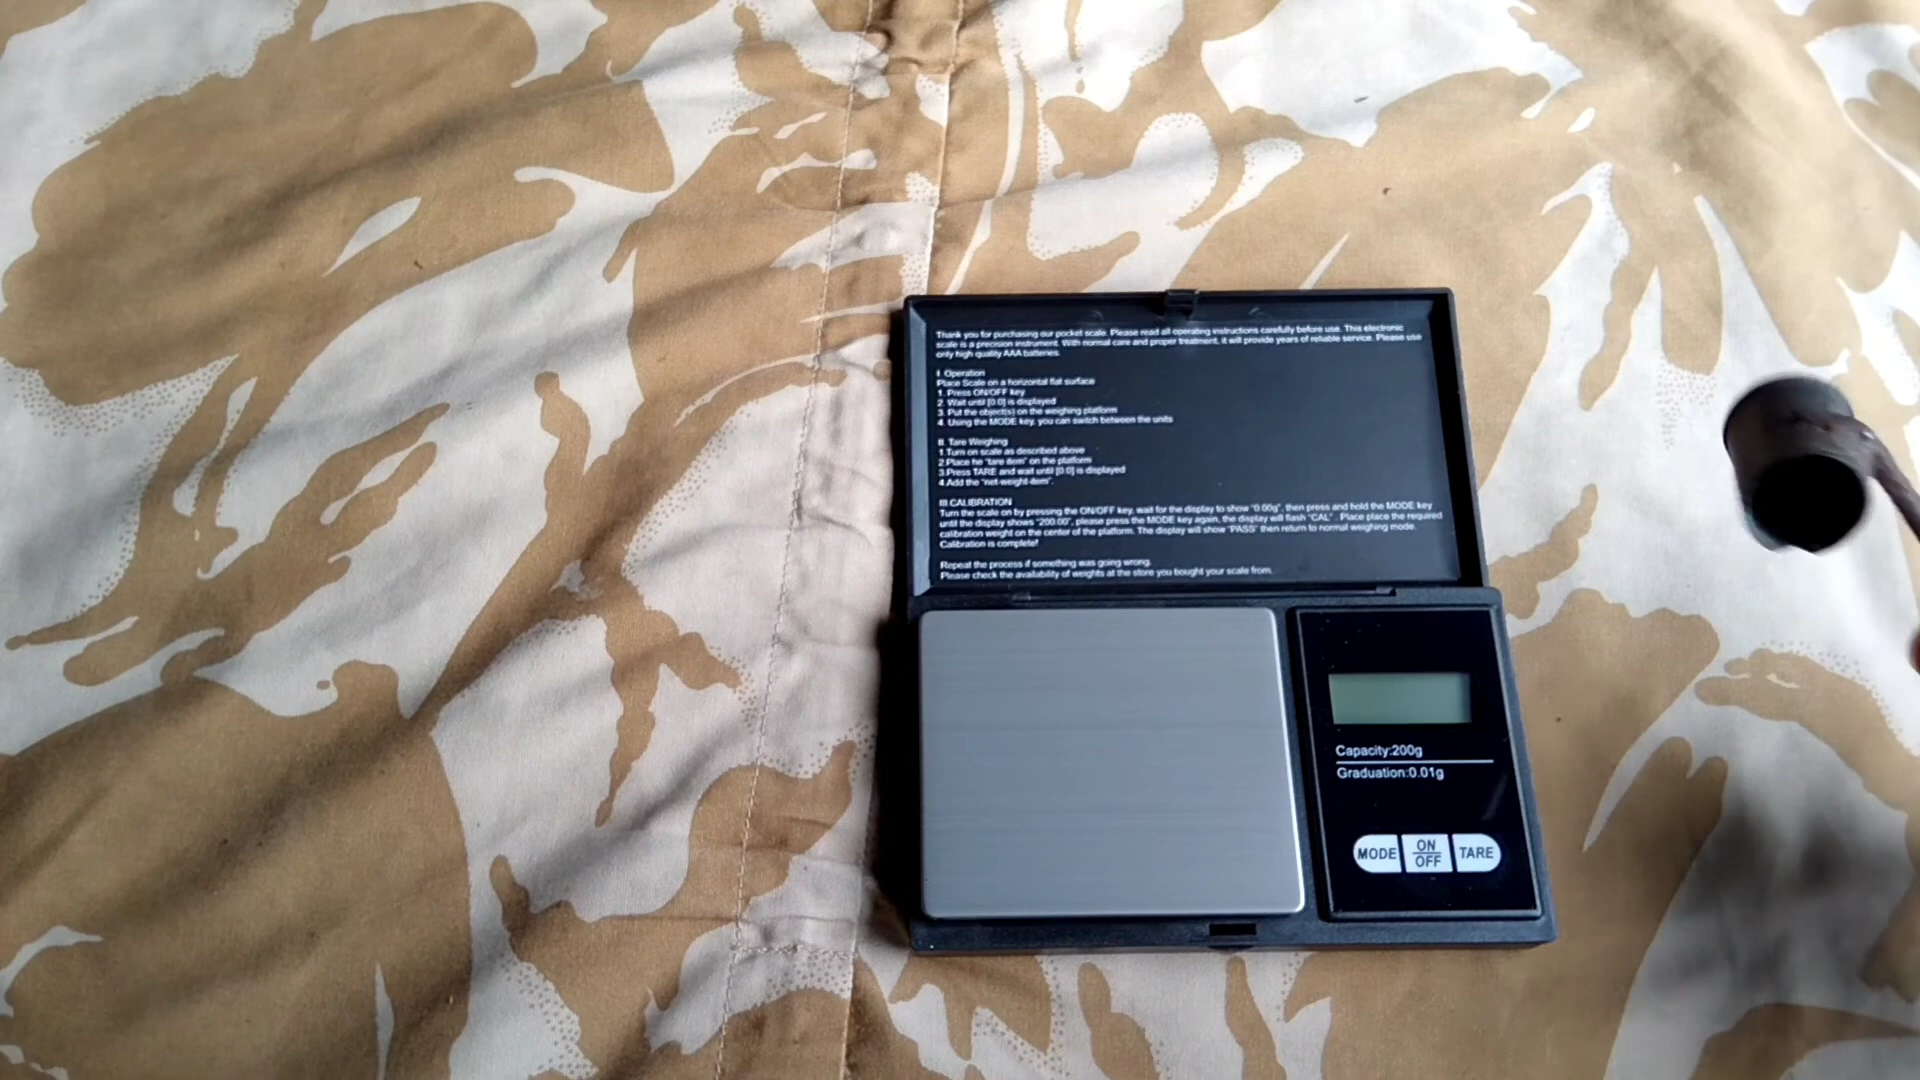 Thank you for purchasing our pocket scale. Please read all operating instructions carefully before use. This electronic
scale is a precision instrument. With normal care and proper treatment, it will provide years of reliable service. Please use
only high quality AAA batteries.
I. Operation
Place Scale on a horizontal flat surface
1. Press ON/OFF key
2. Wait until [0.0] is displayed
3. Put the object(s) on the weighing platform
4. Using the MODE key, you can switch between the units
II. Tare Weighing
1.Turn on scale as described above
2.Place he "tare item" on the platform
3.Press TARE and wait until [0.0] is displayed
4.Add the "net-weight-item".
III CALIBRATION
Turn the scale on by pressing the ON/OFF key, wait for the display to show "0.00g", then press and hold the MODE key
until the display shows "200.00", please press the MODE key again, the display will flash "CAL" . Place place the required
calibration weight on the center of the platform. The display will show "PASS" then return to normal weighing mode.
Calibration is complete!
Repeat the process if something was going wrong.
Please check the availability of weights at the store you bought your scale from.
Capacity:200g
Graduation:0.01g
MODE ON/OFF TARE